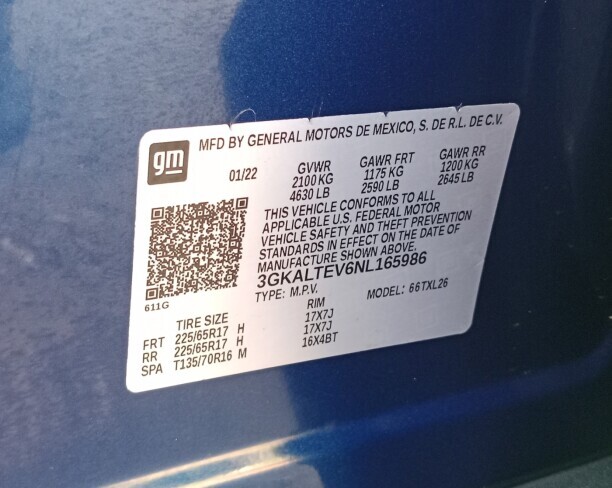 gm
MFD BY GENERAL MOTORS DE MEXICO, S. DE R.L. DE C.V.
01/22 GVWR GAWR FRT GAWR RR
2100 KG 1175 KG 1200 KG
4630 LB 2590 LB 2645 LB
THIS VEHICLE CONFORMS TO ALL
APPLICABLE U.S. FEDERAL MOTOR
VEHICLE SAFETY AND THEFT PREVENTION
STANDARDS IN EFFECT ON THE DATE OF
MANUFACTURE SHOWN ABOVE.
3GKALTEV6NL165986
611G TYPE: M.P.V. MODEL: 66TXL26
TIRE SIZE RIM
FRT 225/65R17 H 17X7J
RR 225/65R17 H 17X7J
SPA T135/70R16 M 16X4BT